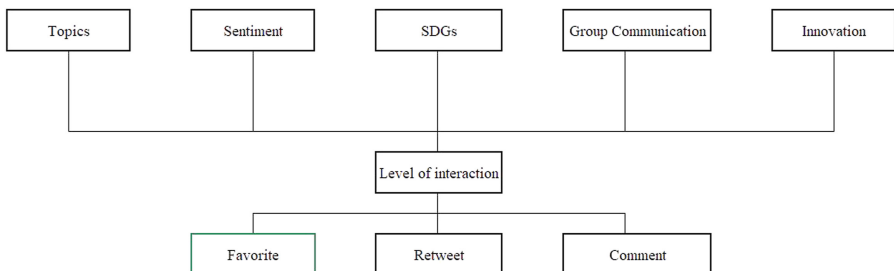 Topics
Sentiment
SDGs
Group Communication
Innovation
Level of interaction
Favorite
Retweet
Comment